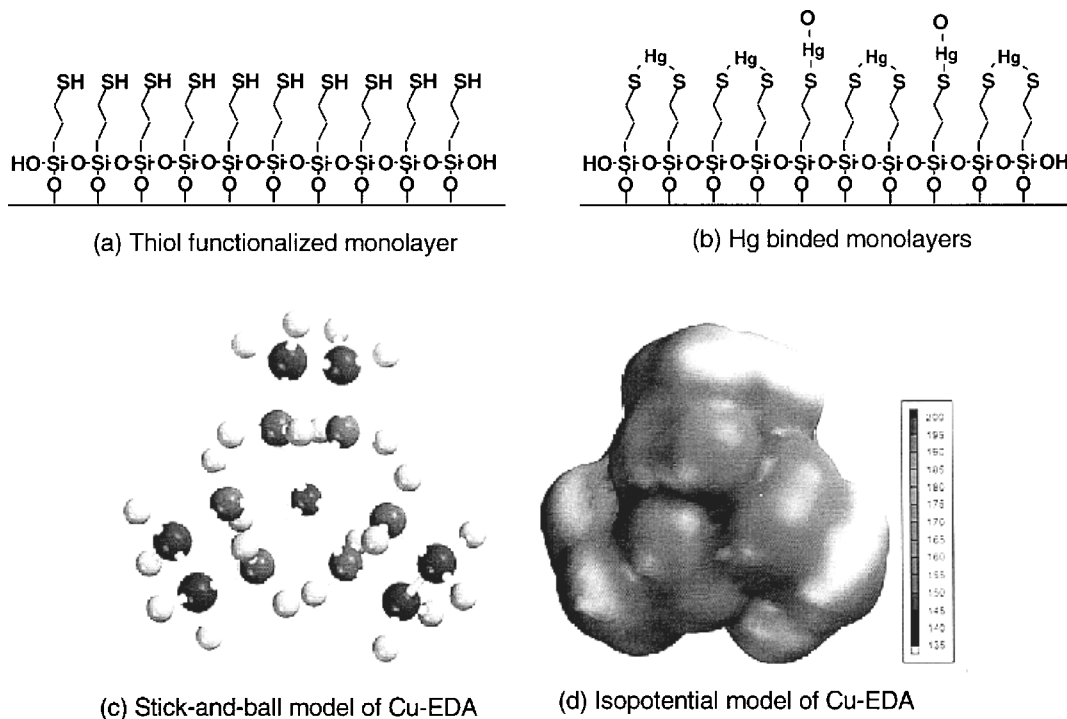 SH SH SH SH SH SH SH SH SH SH
HO-Si-O-Si-O-Si-O-Si-O-Si-O-Si-O-Si-O-Si-O-Si-OH
O O O O O O O O O O
(a) Thiol functionalized monolayer
O O
Hg Hg Hg Hg Hg Hg
S S S S S S S S S S
HO-Si-O-Si-O-Si-O-Si-O-Si-O-Si-O-Si-O-Si-O-Si-O-Si-OH
O O O O O O O O O O
(b) Hg binded monolayers
(c) Stick-and-ball model of Cu-EDA
200
195
190
185
180
175
170
165
160
155
150
145
140
135
(d) Isopotential model of Cu-EDA